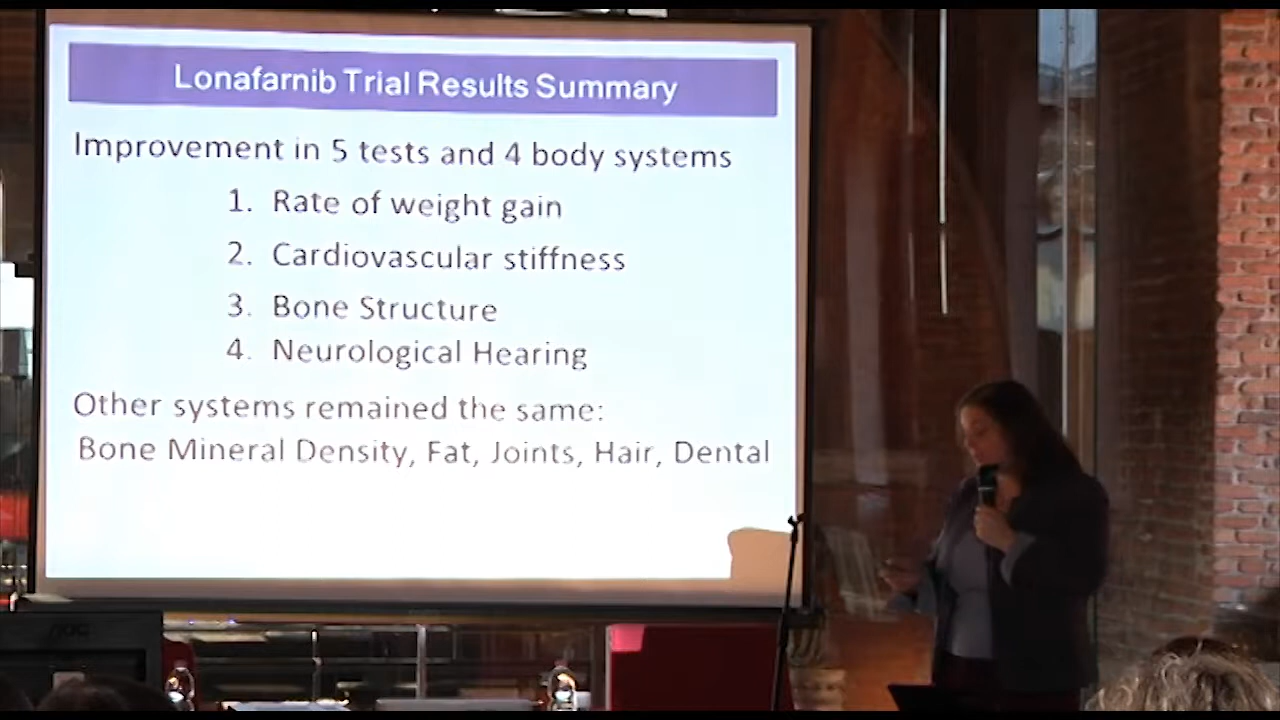 Lonafarnib Trial Results Summary
Improvement in 5 tests and 4 body systems
1. Rate of weight gain
2. Cardiovascular stiffness
3. Bone Structure
4. Neurological Hearing
Other systems remained the same:
Bone Mineral Density, Fat, Joints, Hair, Dental
AOC